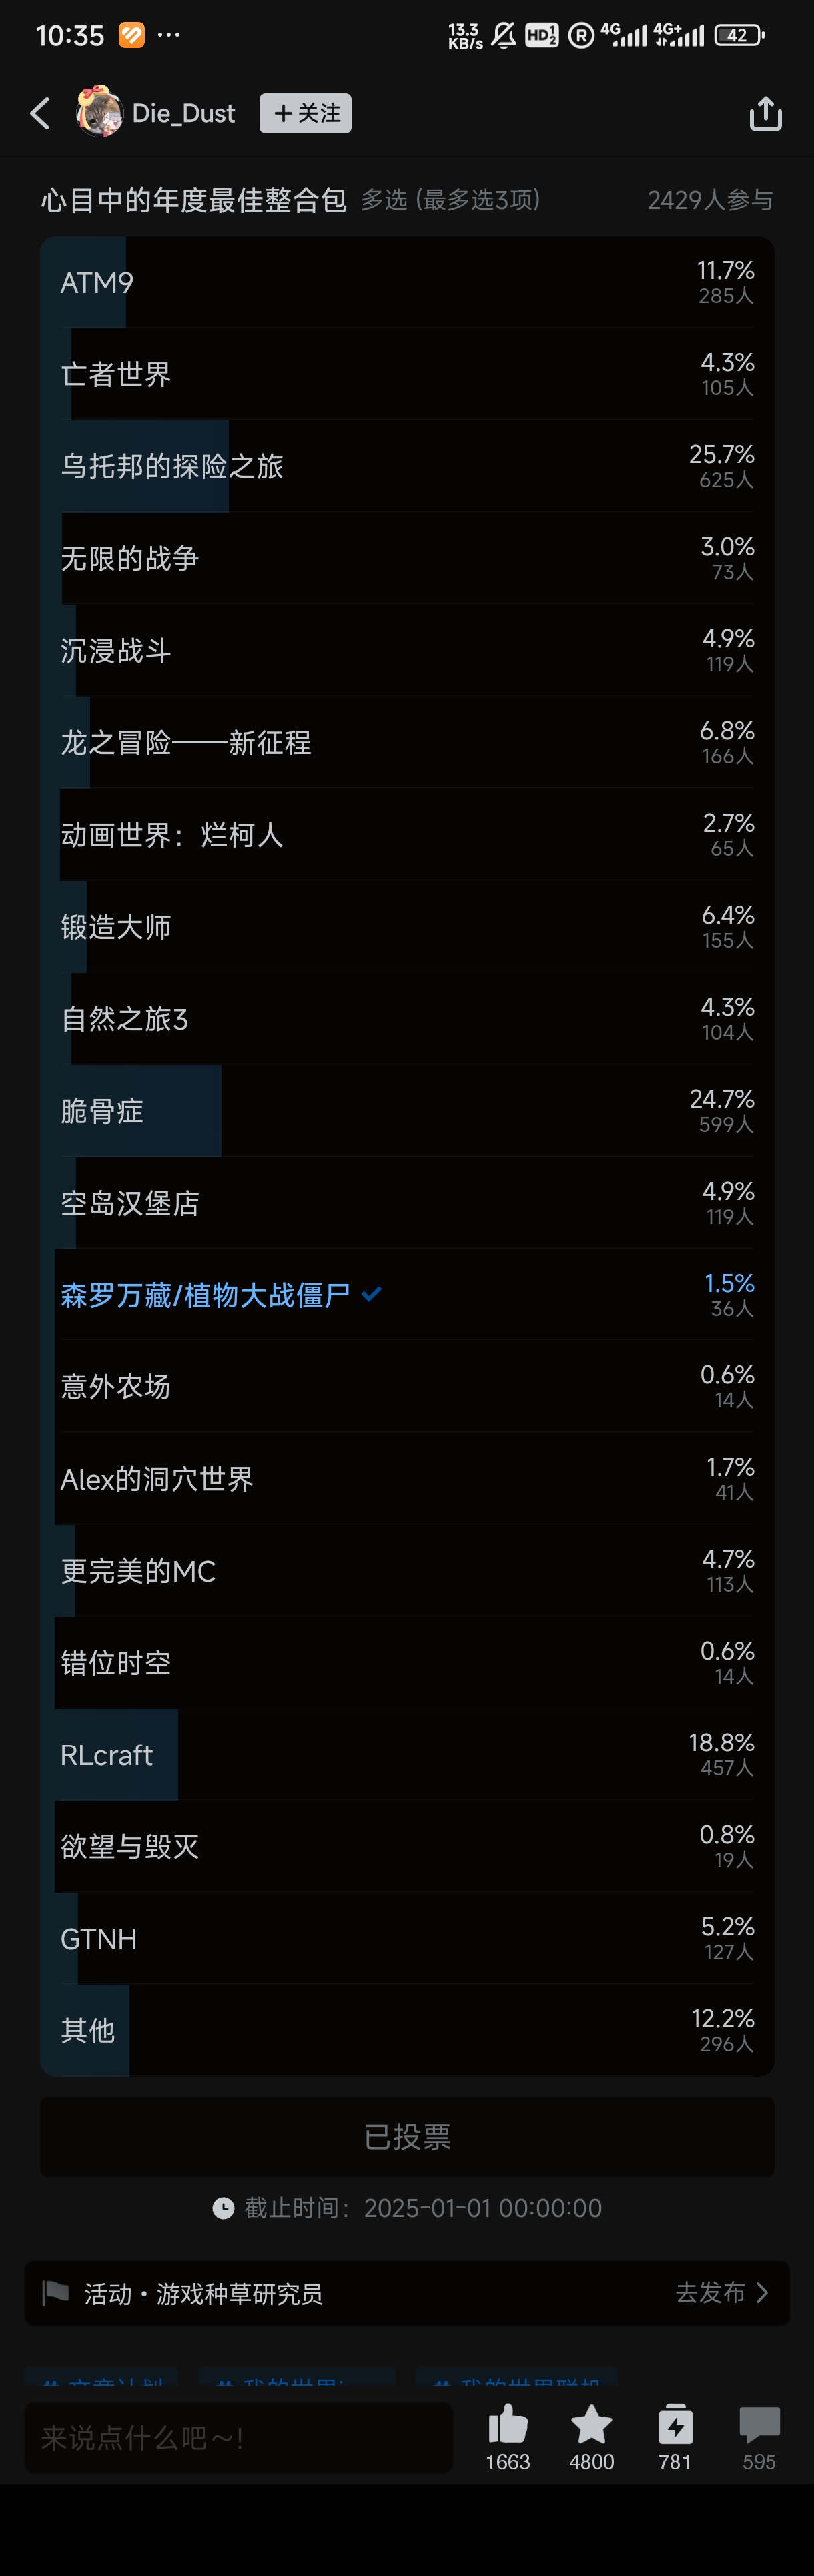 10:35
13.3 KB/s HD 1 2 R 4G 4G+ 42
Die_Dust
+关注
心目中的年度最佳整合包 多选 (最多选3项) 2429人参与
ATM9 11.7%
285人
亡者世界 4.3%
105人
乌托邦的探险之旅 25.7%
625人
无限的战争 3.0%
73人
沉浸战斗 4.9%
119人
龙之冒险——新征程 6.8%
166人
动画世界：烂柯人 2.7%
65人
锻造大师 6.4%
155人
自然之旅3 4.3%
104人
脆骨症 24.7%
599人
空岛汉堡店 4.9%
119人
森罗万藏/植物大战僵尸 1.5%
36人
意外农场 0.6%
14人
Alex的洞穴世界 1.7%
41人
更完美的MC 4.7%
113人
错位时空 0.6%
14人
RLcraft 18.8%
457人
欲望与毁灭 0.8%
19人
GTNH 5.2%
127人
其他 12.2%
296人
已投票
截止时间：2025-01-01 00:00:00
活动·游戏种草研究员 去发布
来说点什么吧～!
1663 4800 781 595